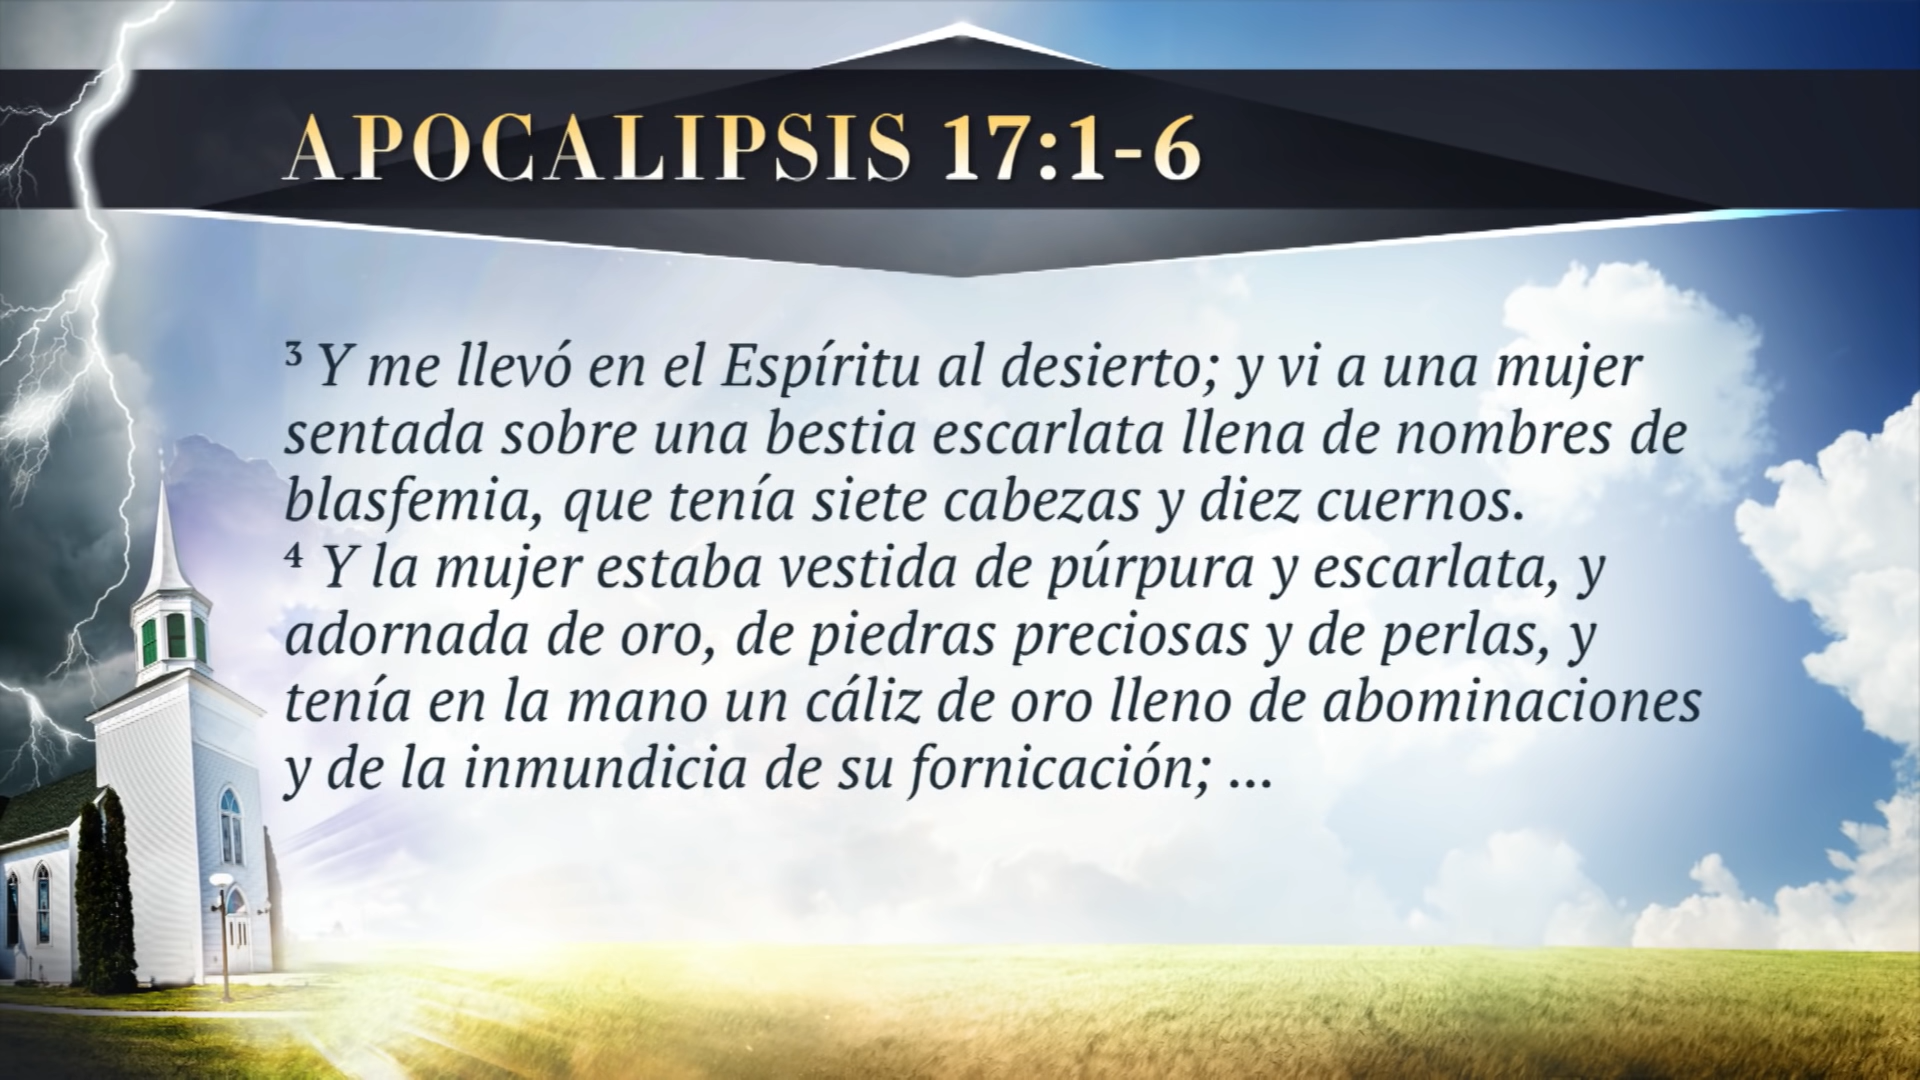 APOCALIPSIS 17:1-6
³ Y me llevó en el Espíritu al desierto; y vi a una mujer
sentada sobre una bestia escarlata llena de nombres de
blasfemia, que tenía siete cabezas y diez cuernos.
⁴ Y la mujer estaba vestida de púrpura y escarlata, y
adornada de oro, de piedras preciosas y de perlas, y
tenía en la mano un cáliz de oro lleno de abominaciones
y de la inmundicia de su fornicación; ...